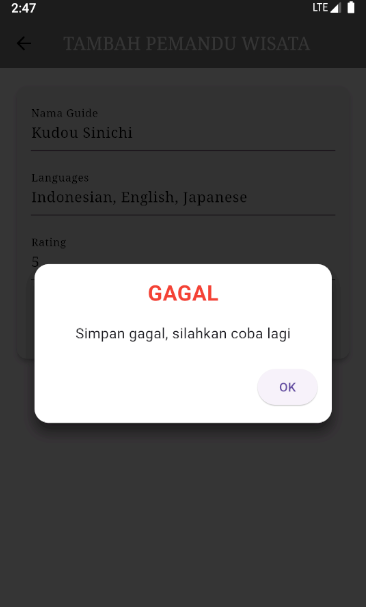 2:47
LTE
TAMBAH PEMANDU WISATA
Nama Guide
Kudou Sinichi
Languages
Indonesian, English, Japanese
Rating
5
GAGAL
Simpan gagal, silahkan coba lagi
OK